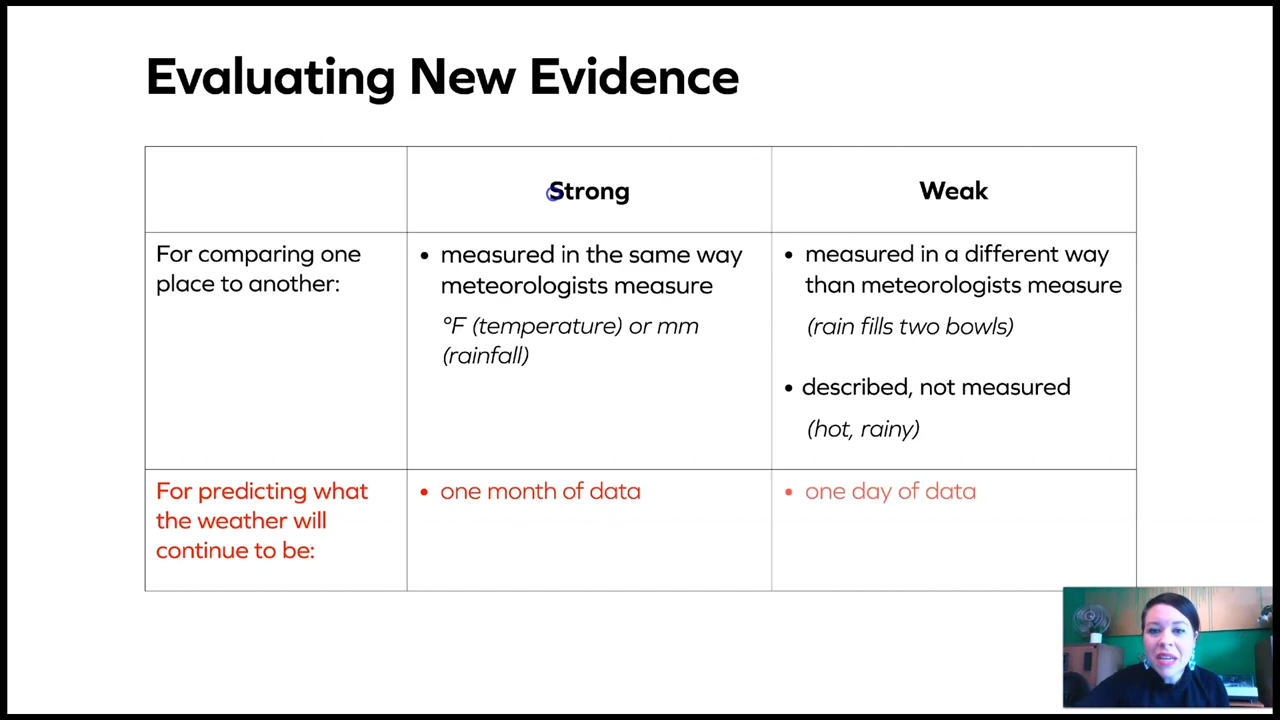 Evaluating New Evidence
Strong
Weak
For comparing one
place to another:
• measured in the same way
meteorologists measure
°F (temperature) or mm
(rainfall)
• measured in a different way
than meteorologists measure
(rain fills two bowls)
• described, not measured
(hot, rainy)
For predicting what
the weather will
continue to be:
• one month of data
• one day of data